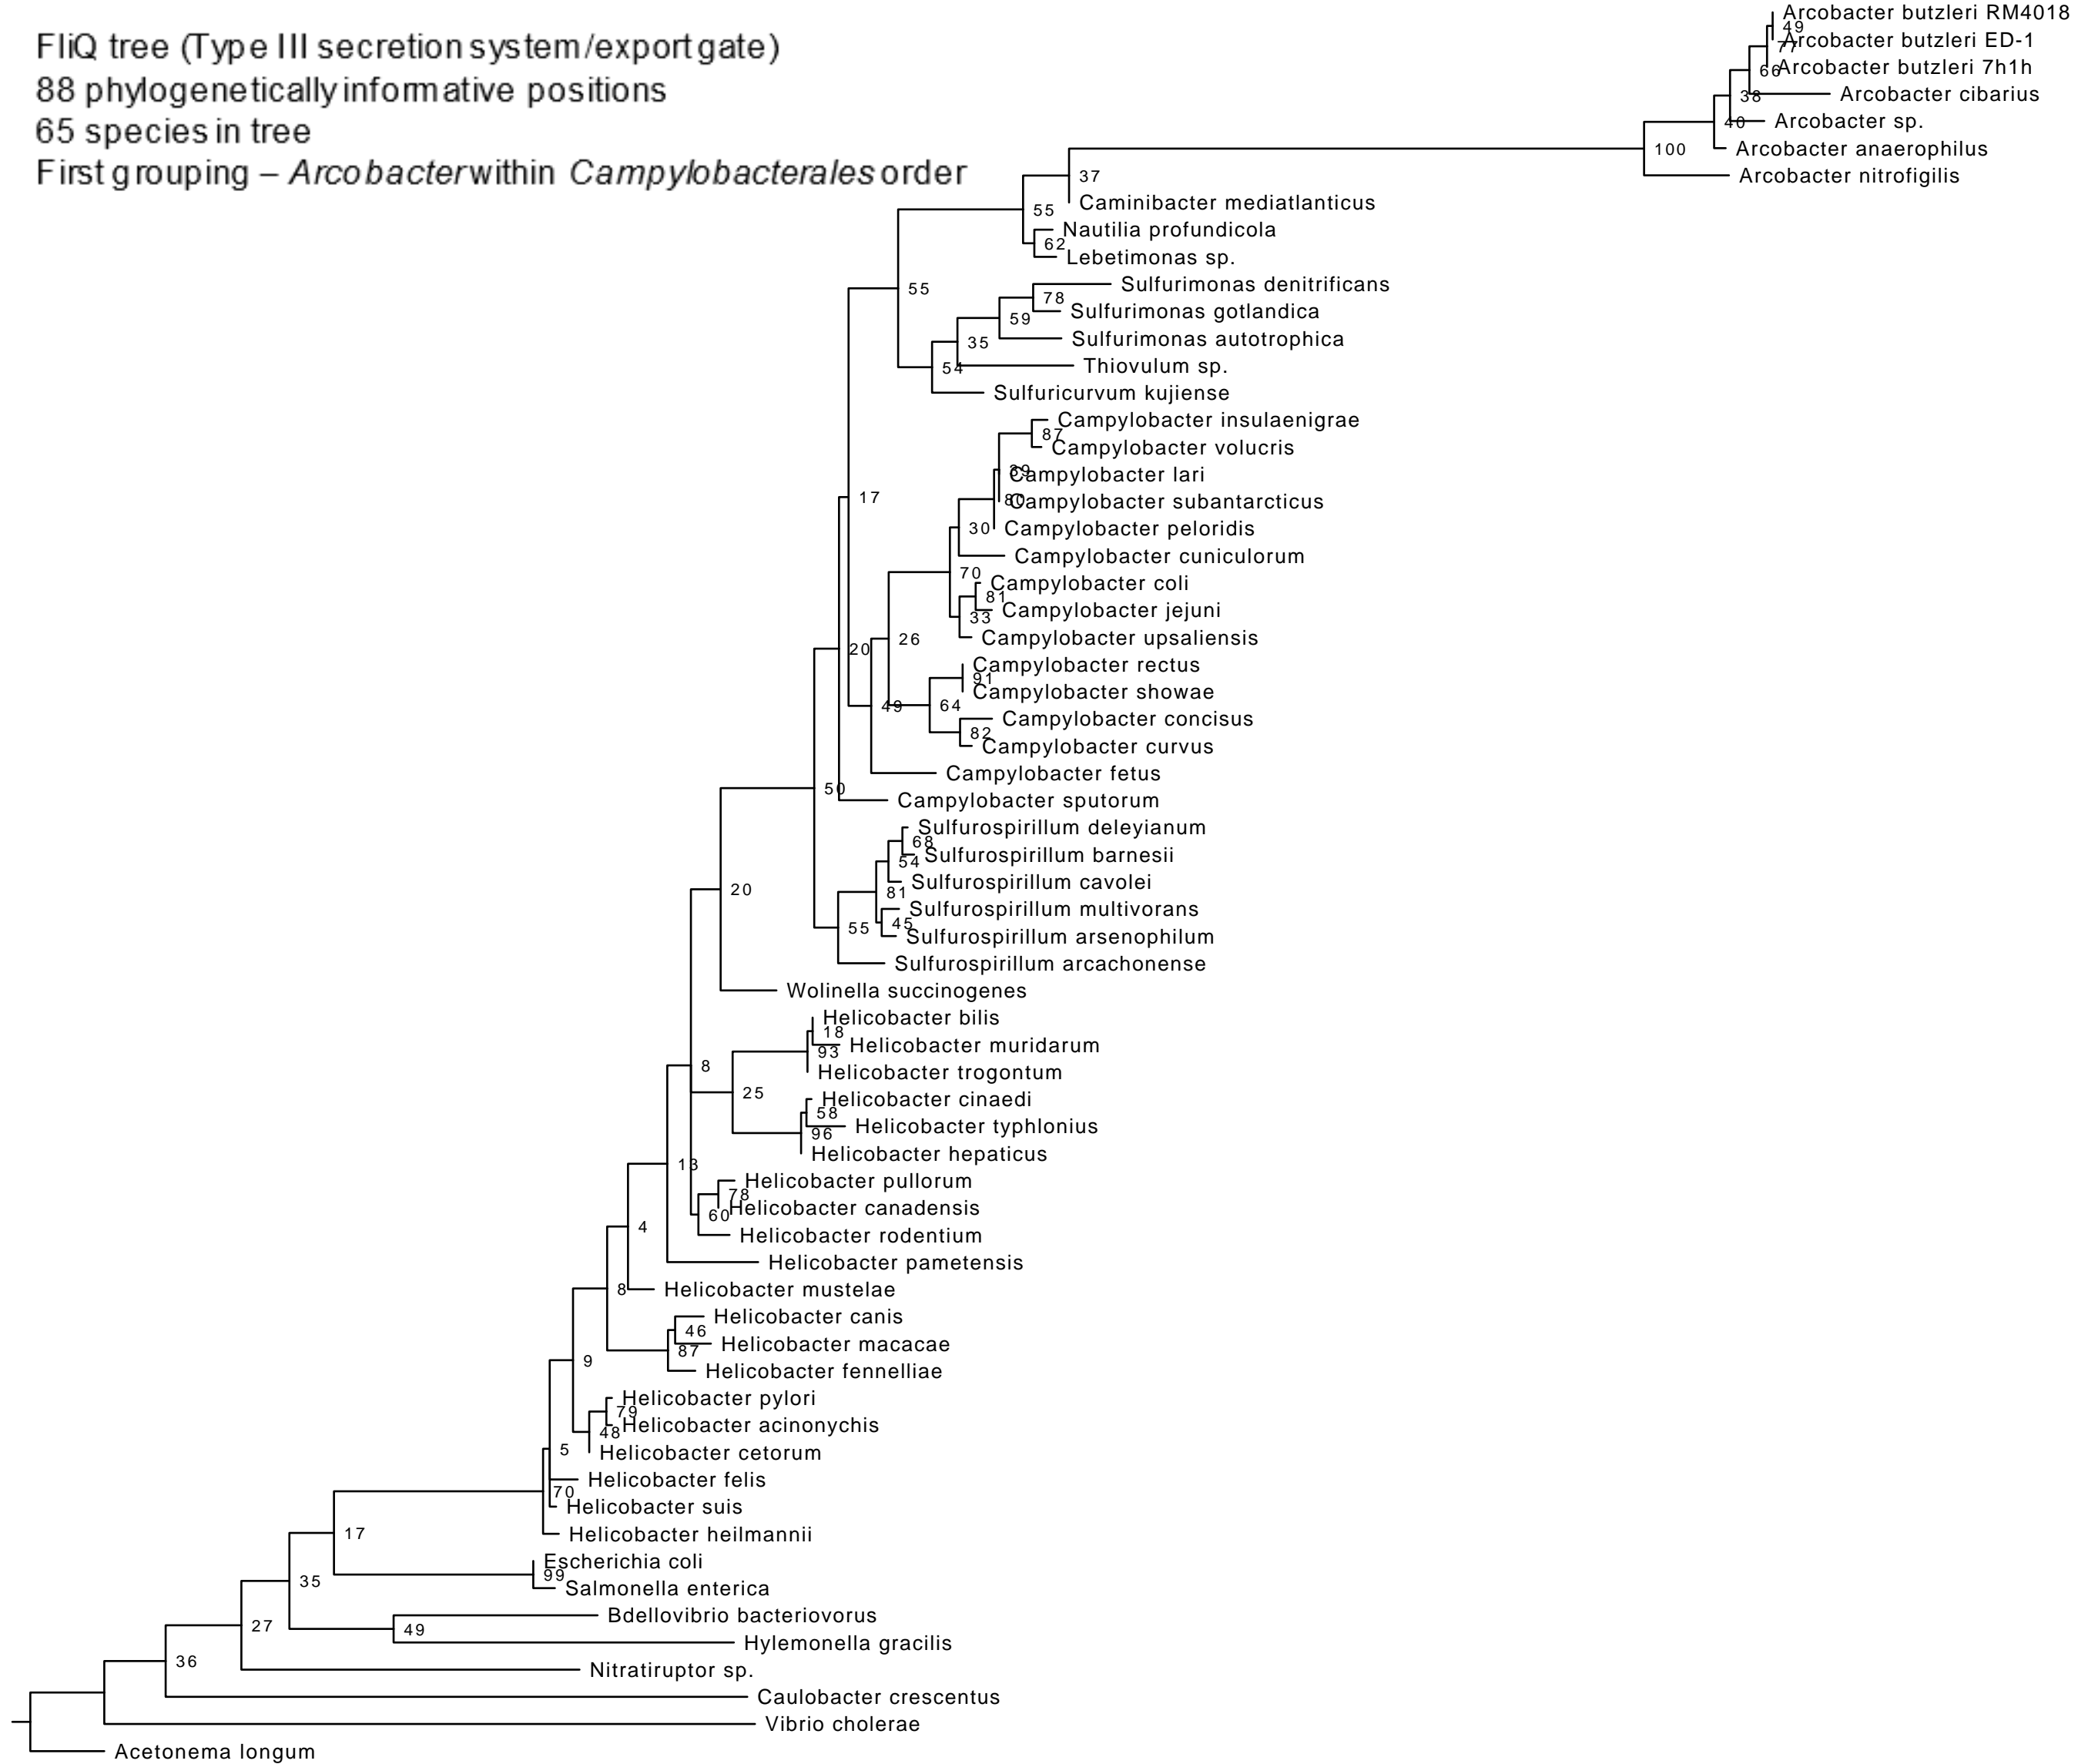 FliQ tree (Type III secretion system/export gate)
88 phylogenetically informative positions
65 species in tree
First grouping – Arcobacter within Campylobacterales order
Arcobacter butzleri RM4018
49
Arcobacter butzleri ED-1
77
Arcobacter butzleri 7h1h
66
Arcobacter cibarius
38
Arcobacter sp.
40
Arcobacter anaerophilus
100
Arcobacter nitrofigilis
37
Caminibacter mediatlanticus
55
Nautilia profundicola
62
Lebetimonas sp.
55
Sulfurimonas denitrificans
78
Sulfurimonas gotlandica
59
Sulfurimonas autotrophica
35
Thiovulum sp.
54
Sulfuricurvum kujiense
Campylobacter insulaenigrae
87
Campylobacter volucris
39
Campylobacter lari
17
80
Campylobacter subantarcticus
30
Campylobacter peloridis
Campylobacter cuniculorum
70
Campylobacter coli
81
Campylobacter jejuni
33
Campylobacter upsaliensis
26
20
Campylobacter rectus
91
Campylobacter showae
49
64
Campylobacter concisus
82
Campylobacter curvus
Campylobacter fetus
50
Campylobacter sputorum
Sulfurospirillum deleyianum
68
Sulfurospirillum barnesii
54
Sulfurospirillum cavolei
20
81
Sulfurospirillum multivorans
45
55
Sulfurospirillum arsenophilum
Sulfurospirillum arcachonense
Wolinella succinogenes
Helicobacter bilis
18
Helicobacter muridarum
93
8
Helicobacter trogontum
25
Helicobacter cinaedi
58
Helicobacter typhlonius
96
Helicobacter hepaticus
13
Helicobacter pullorum
78
Helicobacter canadensis
60
4
Helicobacter rodentium
Helicobacter pametensis
8
Helicobacter mustelae
Helicobacter canis
46
Helicobacter macacae
87
9
Helicobacter fennelliae
Helicobacter pylori
79
Helicobacter acinonychis
48
5
Helicobacter cetorum
Helicobacter felis
70
Helicobacter suis
17
Helicobacter heilmannii
Escherichia coli
99
35
Salmonella enterica
Bdellovibrio bacteriovorus
27
49
Hylemonella gracilis
36
Nitratiruptor sp.
Caulobacter crescentus
Vibrio cholerae
Acetonema longum